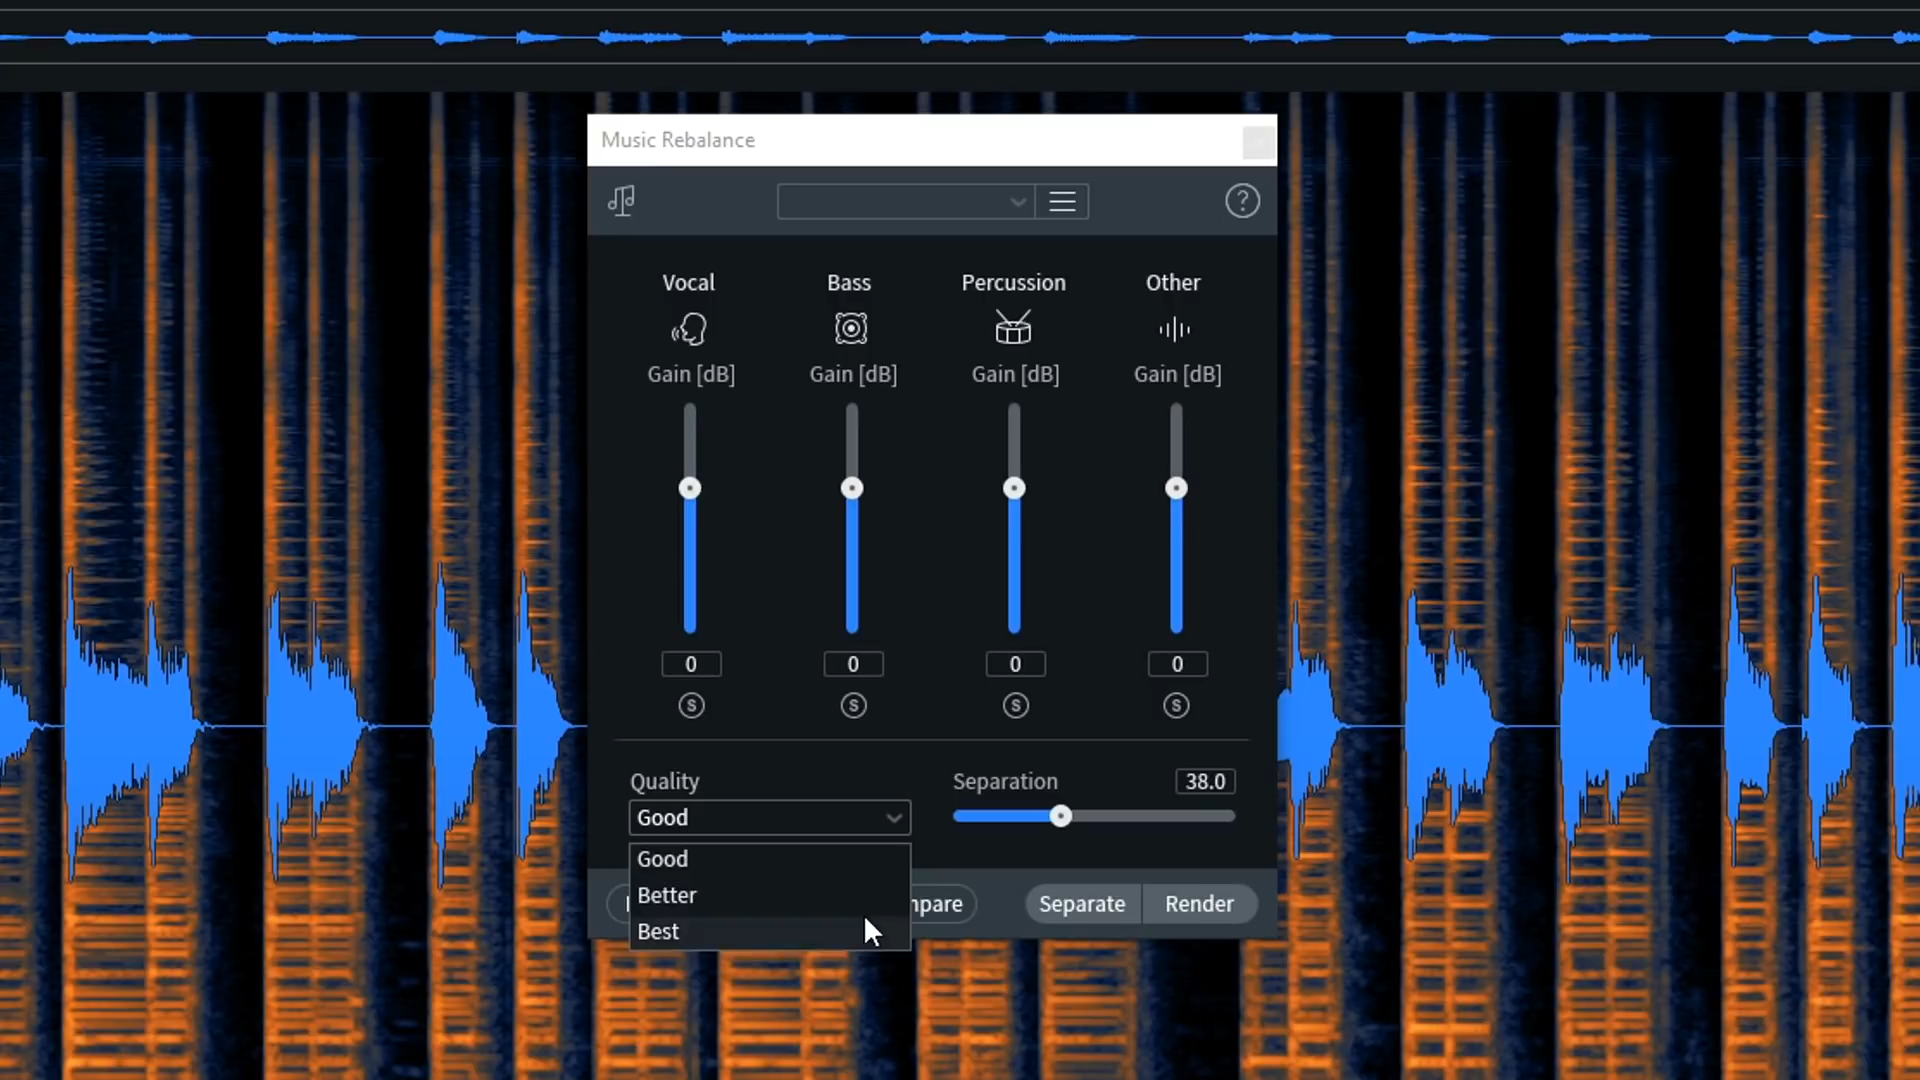 Music Rebalance
?
Vocal Bass Percussion Other
Gain [dB] Gain [dB] Gain [dB] Gain [dB]
0 0 0 0
S S S S
Quality Separation 38.0
Good
Good
Better
Best
mpare Separate Render